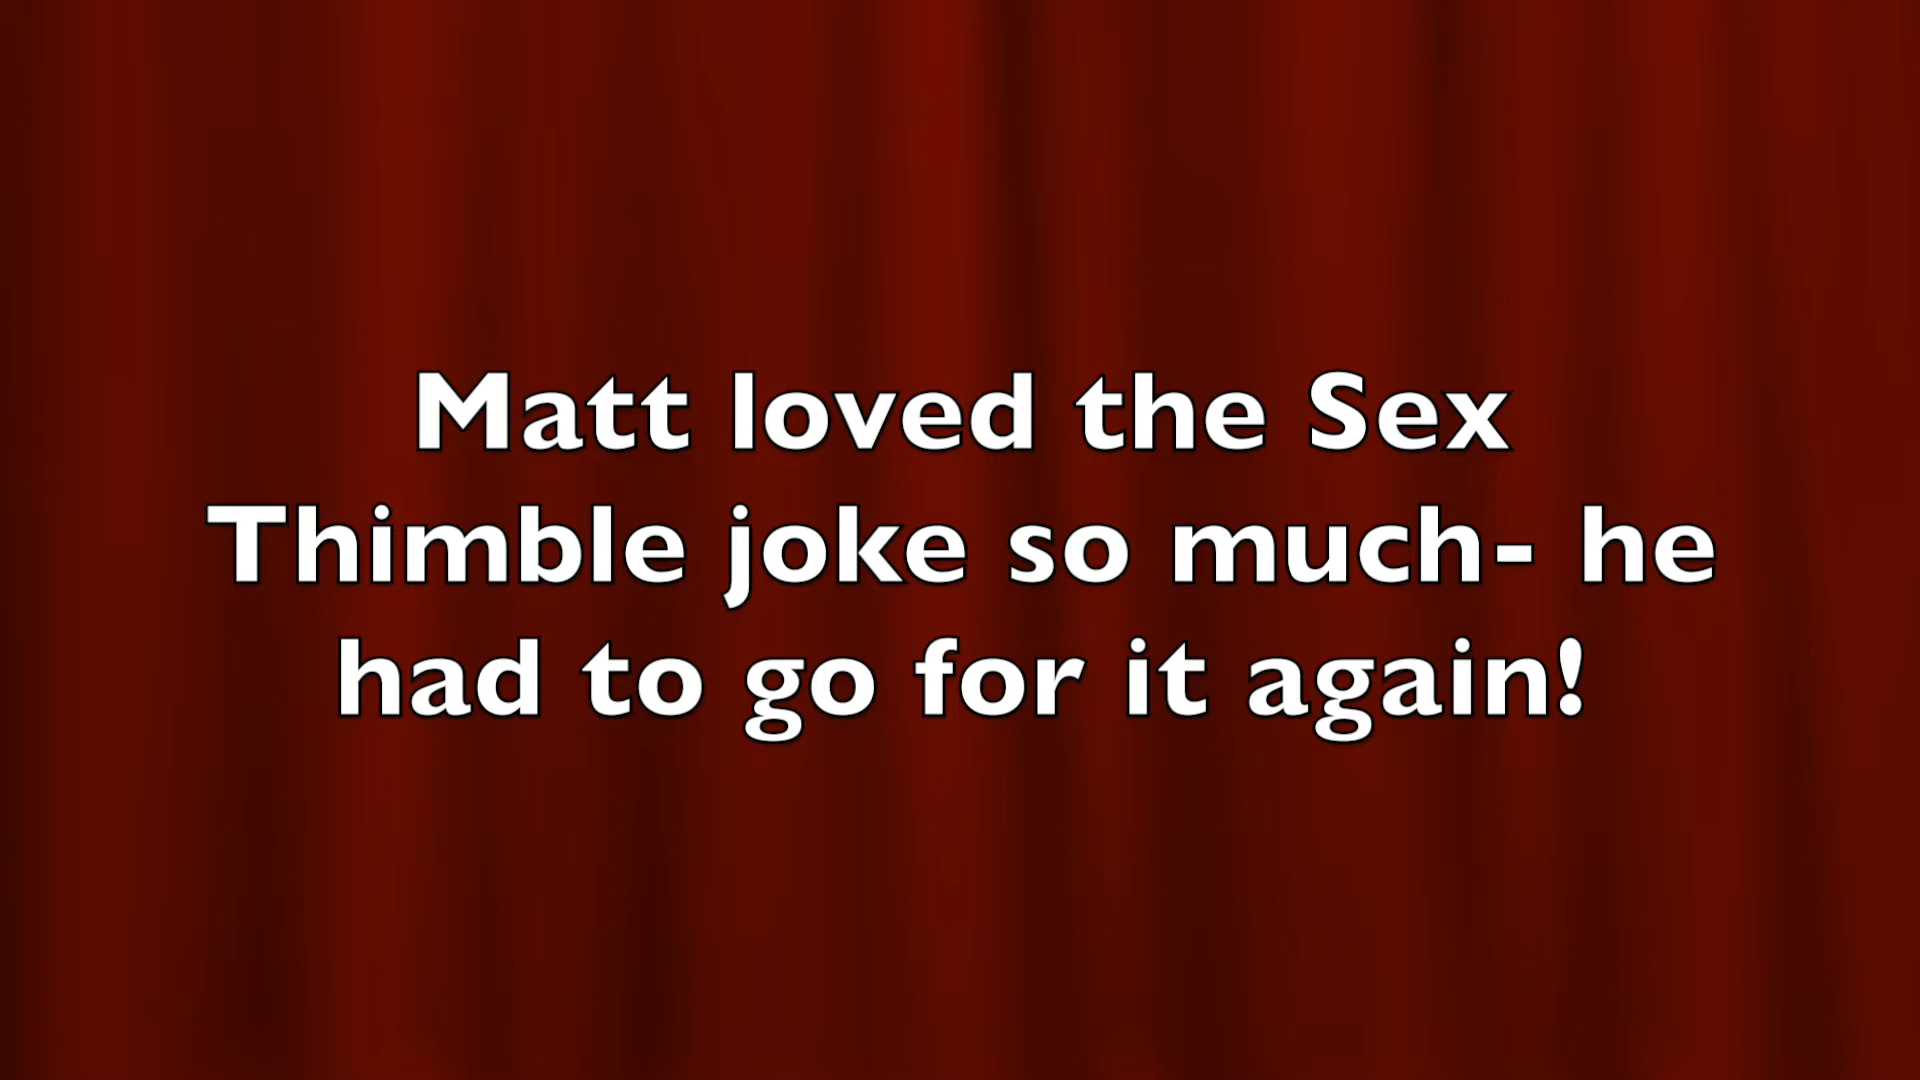 Matt loved the Sex
Thimble joke so much- he
had to go for it again!